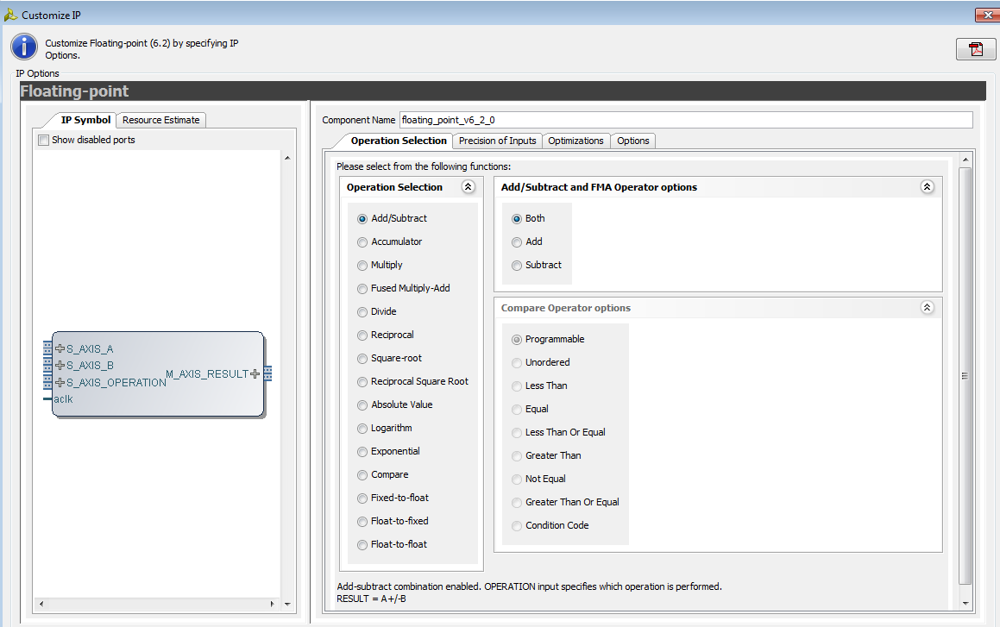 Customize IP
Customize Floating-point (6.2) by specifying IP
Options.
IP Options
Floating-point
IP Symbol Resource Estimate
Show disabled ports
S_AXIS_A
S_AXIS_B
S_AXIS_OPERATION
M_AXIS_RESULT
aclk
Component Name floating_point_v6_2_0
Operation Selection Precision of Inputs Optimizations Options
Please select from the following functions:
Operation Selection
Add/Subtract
Accumulator
Multiply
Fused Multiply-Add
Divide
Reciprocal
Square-root
Reciprocal Square Root
Absolute Value
Logarithm
Exponential
Compare
Fixed-to-float
Float-to-fixed
Float-to-float
Add/Subtract and FMA Operator options
Both
Add
Subtract
Compare Operator options
Programmable
Unordered
Less Than
Equal
Less Than Or Equal
Greater Than
Not Equal
Greater Than Or Equal
Condition Code
Add-subtract combination enabled. OPERATION input specifies which operation is performed.
RESULT = A+/-B